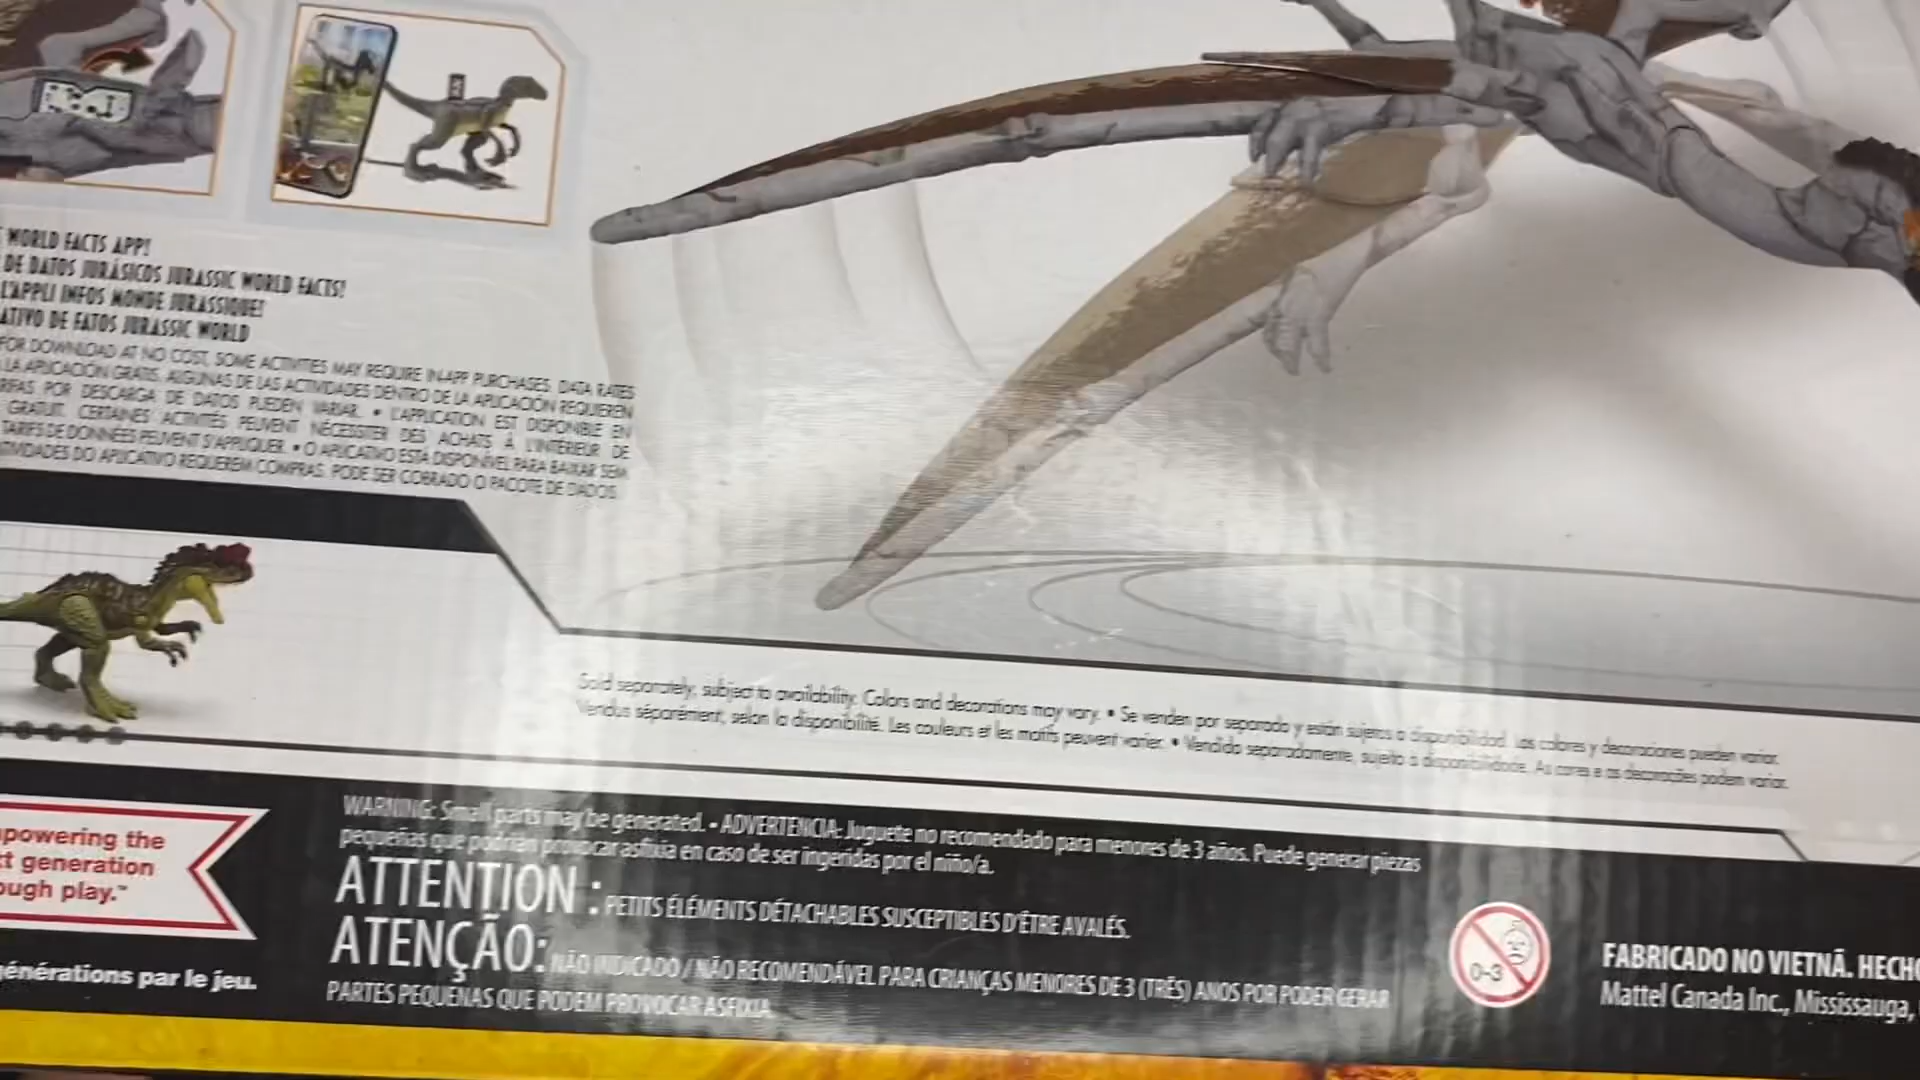 WORLD FACTS APP!
DE DATOS JURÁSICOS JURASSIC WORLD FACTS!
L'APPLI INFOS MONDE JURASSIQUE!
ATIVO DE FATOS JURASSIC WORLD
FOR DOWNLOAD AT NO COST, SOME ACTIVITIES MAY REQUIRE IN-APP PURCHASES. DATA RATES
LA APLICACIÓN GRATIS. ALGUNAS DE LAS ACTIVIDADES DENTRO DE LA APLICACIÓN REQUIEREN
RIFAS POR DESCARGA DE DATOS PUEDEN VARIAR. • L'APPLICATION EST DISPONIBLE EN
GRATUIT. CERTAINES ACTIVITÉS PEUVENT NÉCESSITER DES ACHATS À L'INTÉRIEUR DE
TARIFS DE DONNÉES PEUVENT S'APPLIQUER. • O APLICATIVO ESTÁ DISPONÍVEL PARA BAIXAR SEM
TIVIDADES DO APLICATIVO REQUEREM COMPRAS. PODE SER COBRADO O PACOTE DE DADOS.
Sold separately, subject to availability. Colors and decorations may vary. • Se venden por separado y están sujetos a disponibilidad. Los colores y decoraciones pueden variar.
Vendus séparément, selon la disponibilité. Les couleurs et les motifs peuvent varier. • Vendido separadamente, sujeito à disponibilidade. As cores e as decorações podem variar.
mpowering the
xt generation
ough play.™
générations par le jeu.
WARNING: Small parts may be generated. • ADVERTENCIA: Juguete no recomendado para menores de 3 años. Puede generar piezas
pequeñas que podrían provocar asfixia en caso de ser ingeridas por el niño/a.
ATTENTION : PETITS ÉLÉMENTS DÉTACHABLES SUSCEPTIBLES D'ÊTRE AVALÉS.
ATENÇÃO: NÃO INDICADO / NÃO RECOMENDÁVEL PARA CRIANÇAS MENORES DE 3 (TRÊS) ANOS POR PODER GERAR
PARTES PEQUENAS QUE PODEM PROVOCAR ASFIXIA.
0-3
FABRICADO NO VIETNÃ. HECHO
Mattel Canada Inc., Mississauga,